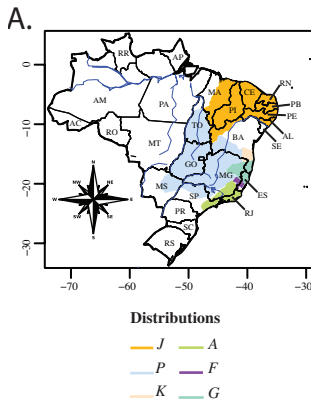 A.
0
−10
−20
−30
−70 −60 −50 −40
RR AP
AM PA MA CE RN
PI PB
PE
AC RO TO AL
SE
MT BA
GO
MS MG ES
SP RJ
PR
SC
RS
N
NW NE
W E
SW SE
S
Distributions
J A
P F
K G